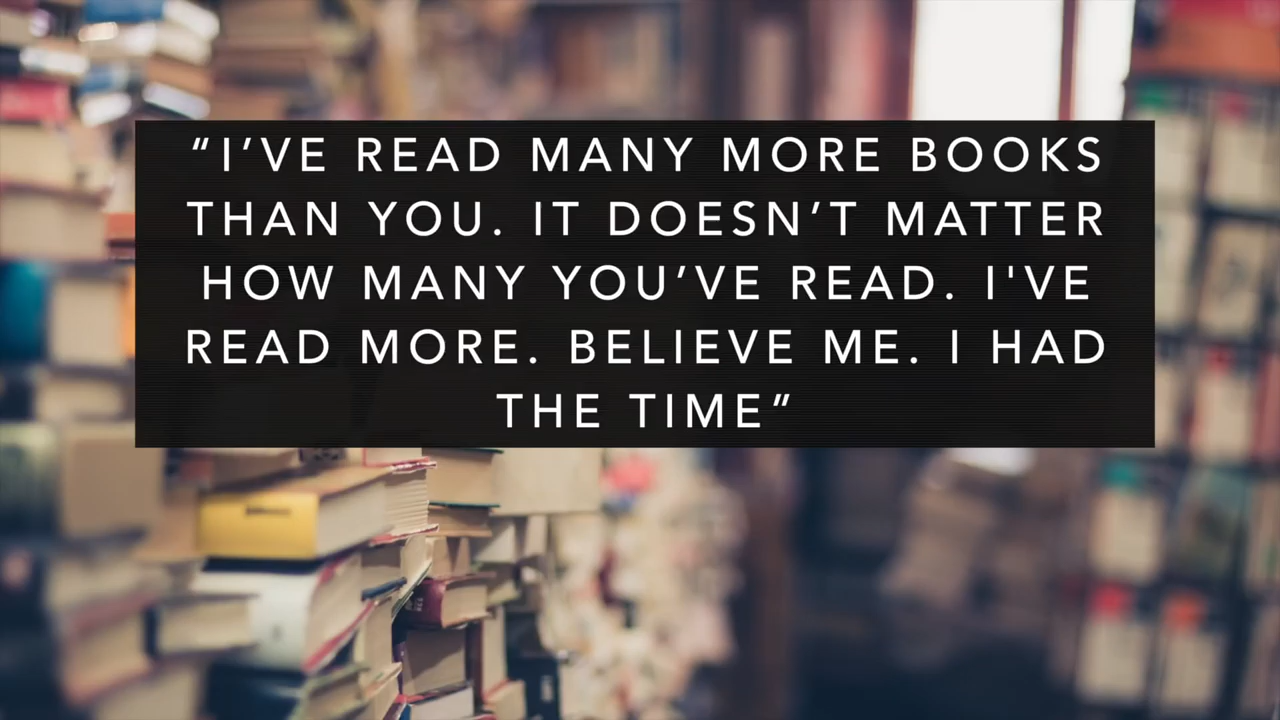 “I’VE READ MANY MORE BOOKS
THAN YOU. IT DOESN’T MATTER
HOW MANY YOU’VE READ. I'VE
READ MORE. BELIEVE ME. I HAD
THE TIME”